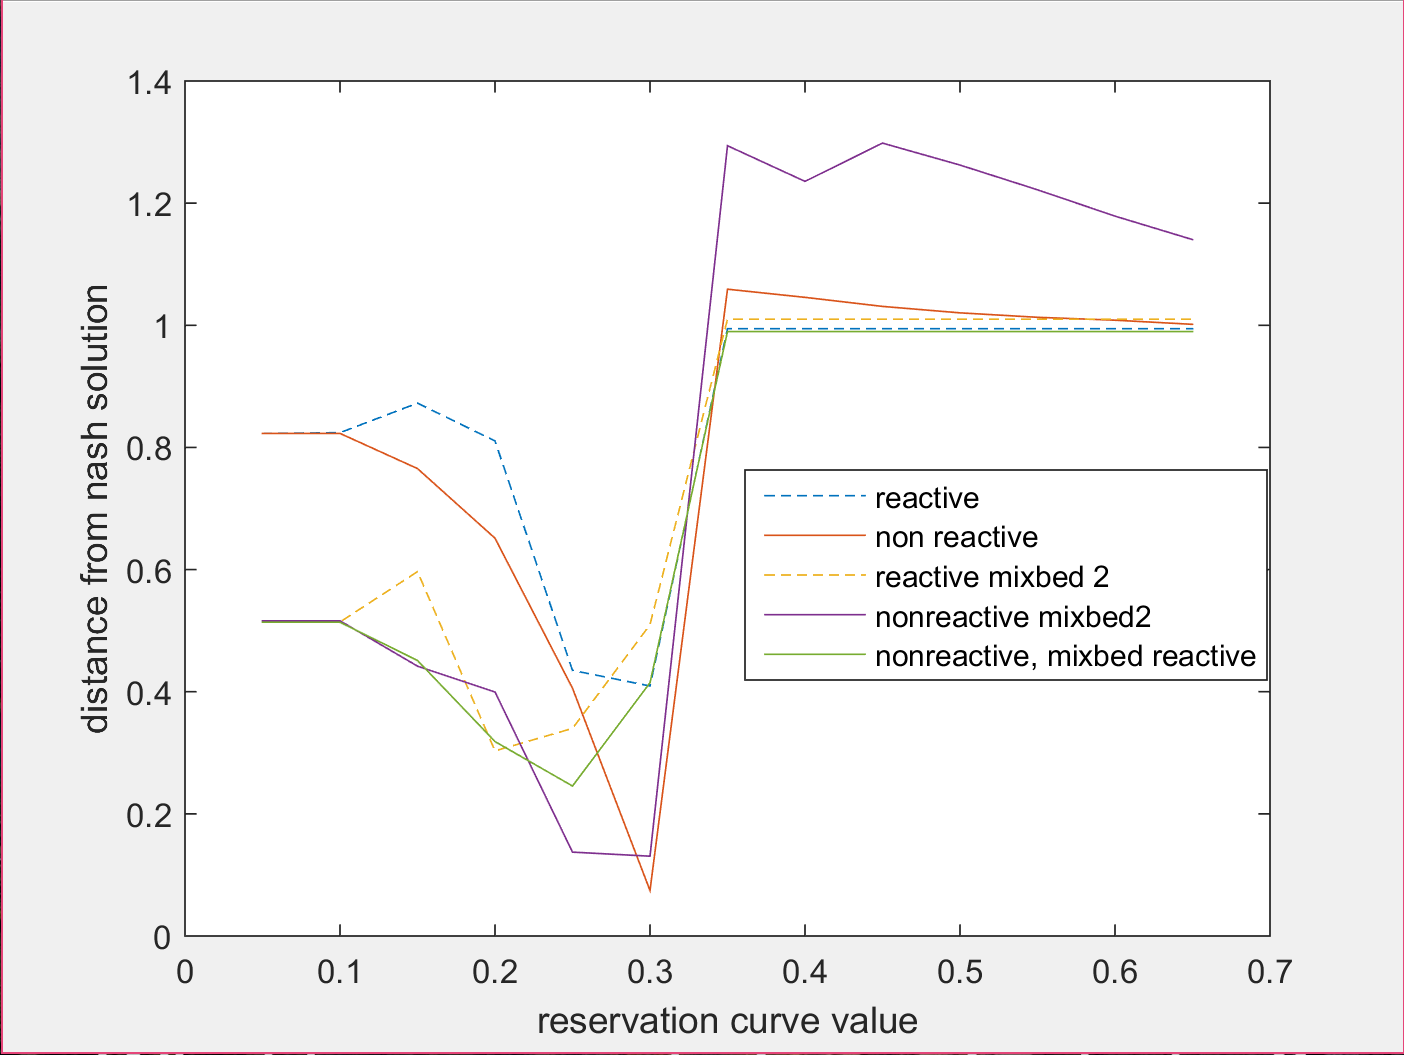 1.4
1.2
1
0.8
0.6
0.4
0.2
0
distance from nash solution
reactive
non reactive
reactive mixbed 2
nonreactive mixbed2
nonreactive, mixbed reactive
0 0.1 0.2 0.3 0.4 0.5 0.6 0.7
reservation curve value